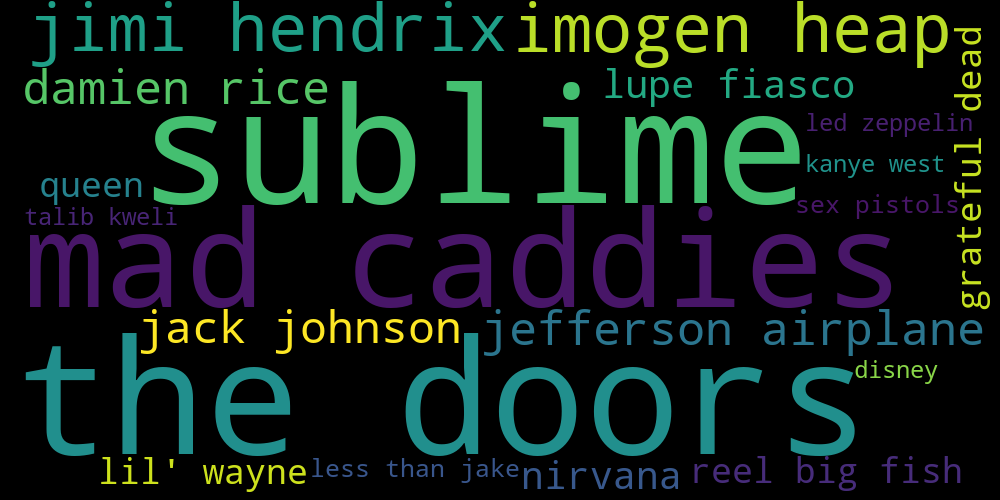 jimi hendrix
imogen heap
damien rice
lupe fiasco
grateful dead
sublime
led zeppelin
kanye west
queen
sex pistols
talib kweli
mad caddies
jack johnson
jefferson airplane
the doors
disney
lil' wayne
less than jake
nirvana
reel big fish